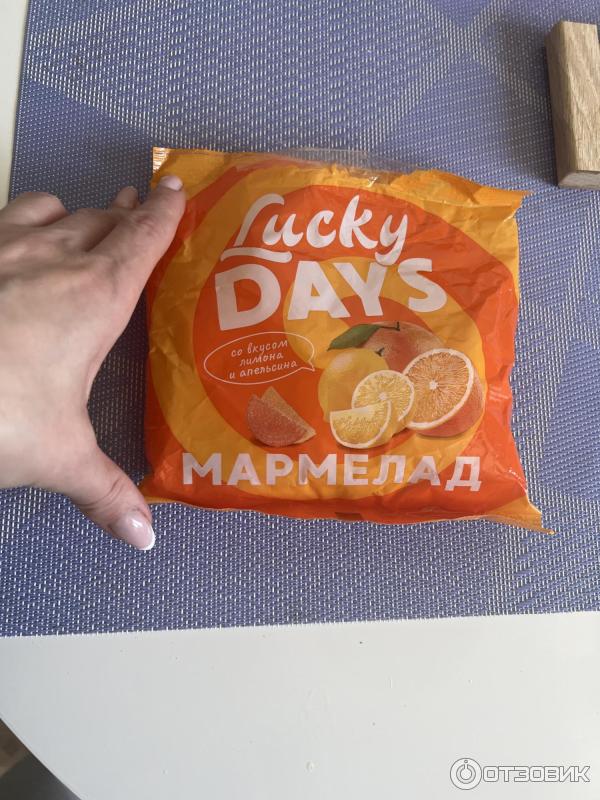 Lucky
DAYS
со вкусом
лимона
и апельсина
МАРМЕЛАД
ОТЗОВИК